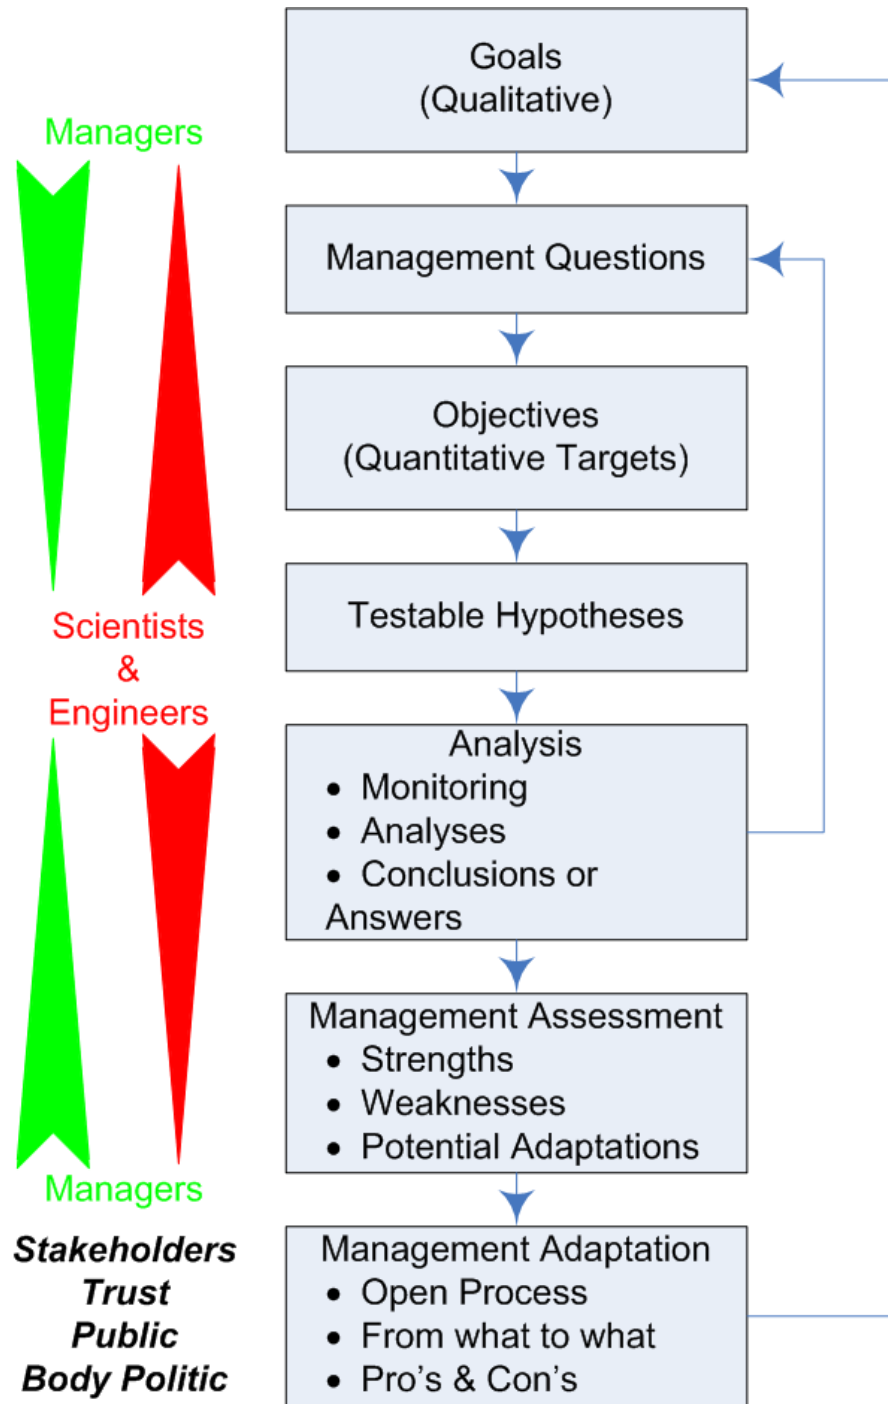 Goals
(Qualitative)
Managers
Management Questions
Objectives
(Quantitative Targets)
Testable Hypotheses
Scientists
&
Engineers
Analysis
• Monitoring
• Analyses
• Conclusions or
Answers
Management Assessment
• Strengths
• Weaknesses
• Potential Adaptations
Managers
Stakeholders
Trust
Public
Body Politic
Management Adaptation
• Open Process
• From what to what
• Pro's & Con's